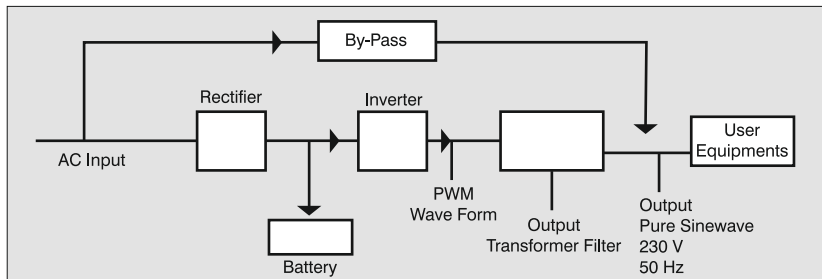 By-Pass
Rectifier
Inverter
AC Input
User
Equipments
PWM
Wave Form
Output
Transformer Filter
Output
Pure Sinewave
230 V
50 Hz
Battery